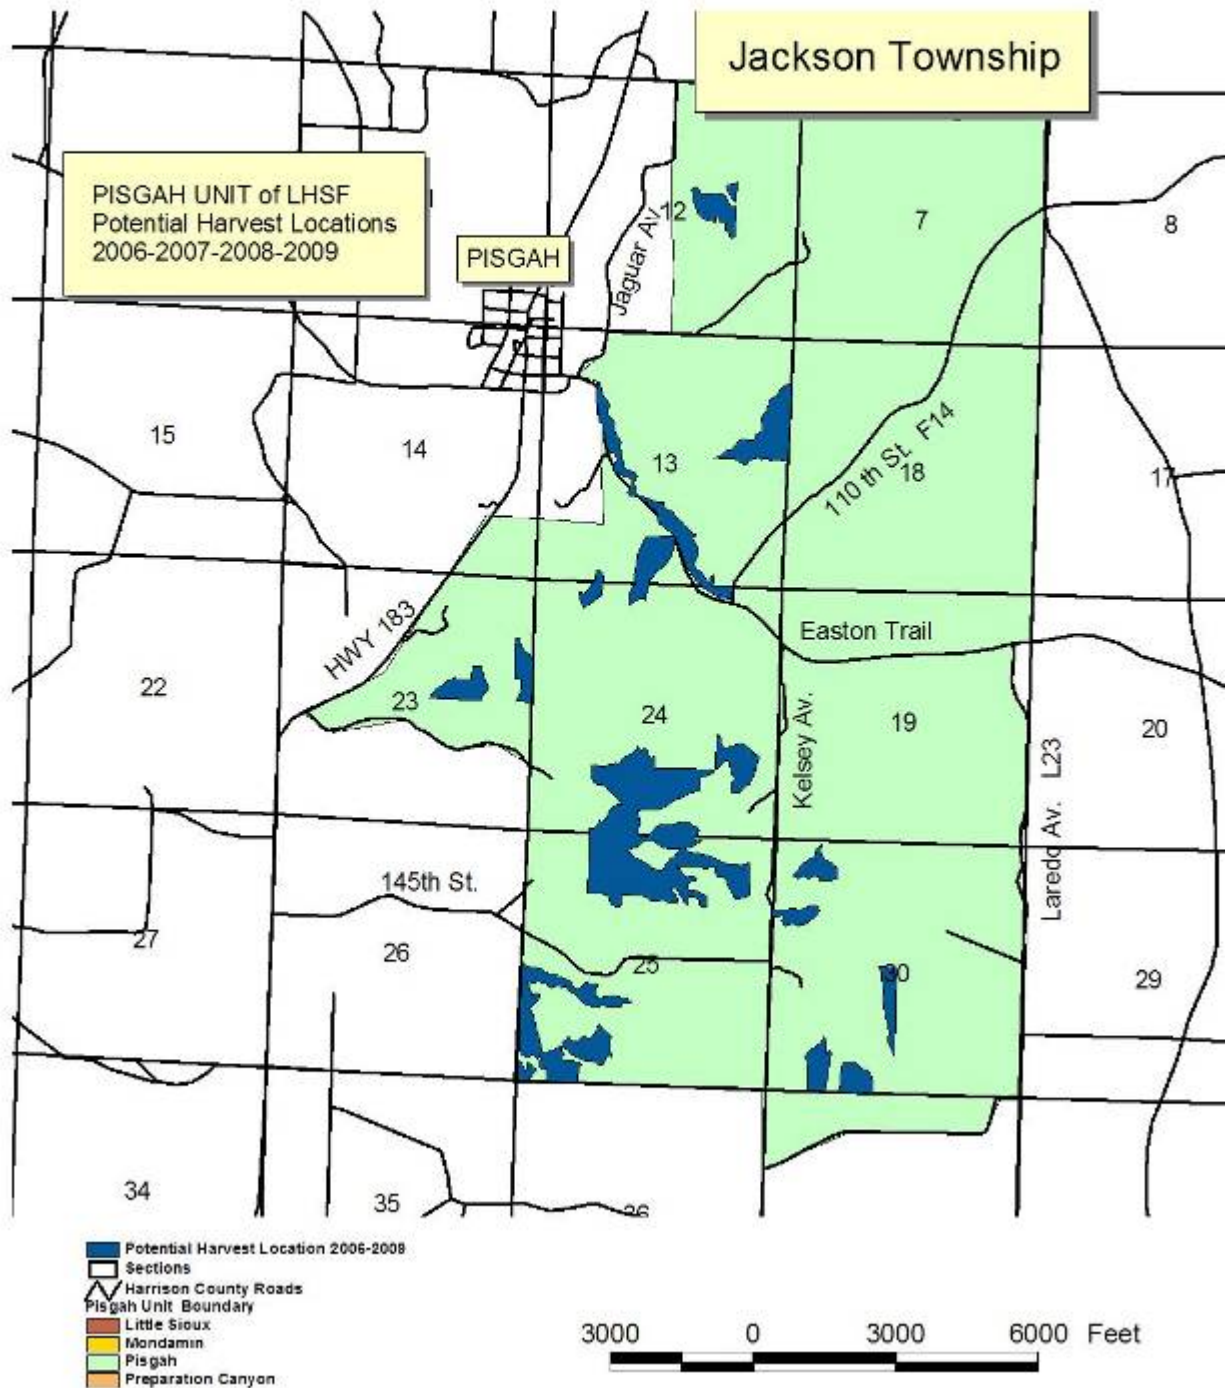 Jackson Township
PISGAH UNIT of LHSF
Potential Harvest Locations
2006-2007-2008-2009
PISGAH
Jaguar Av.
12
7
8
15
14
13
110 th St. F14
18
17
HWY 183
Easton Trail
22
23
24
Kelsey Av.
19
20
Laredo Av. L23
145th St.
27
26
25
30
29
34
35
36
Potential Harvest Location 2006-2009
Sections
Harrison County Roads
Pisgah Unit Boundary
Little Sioux
Mondamin
Pisgah
Preparation Canyon
3000 0 3000 6000 Feet